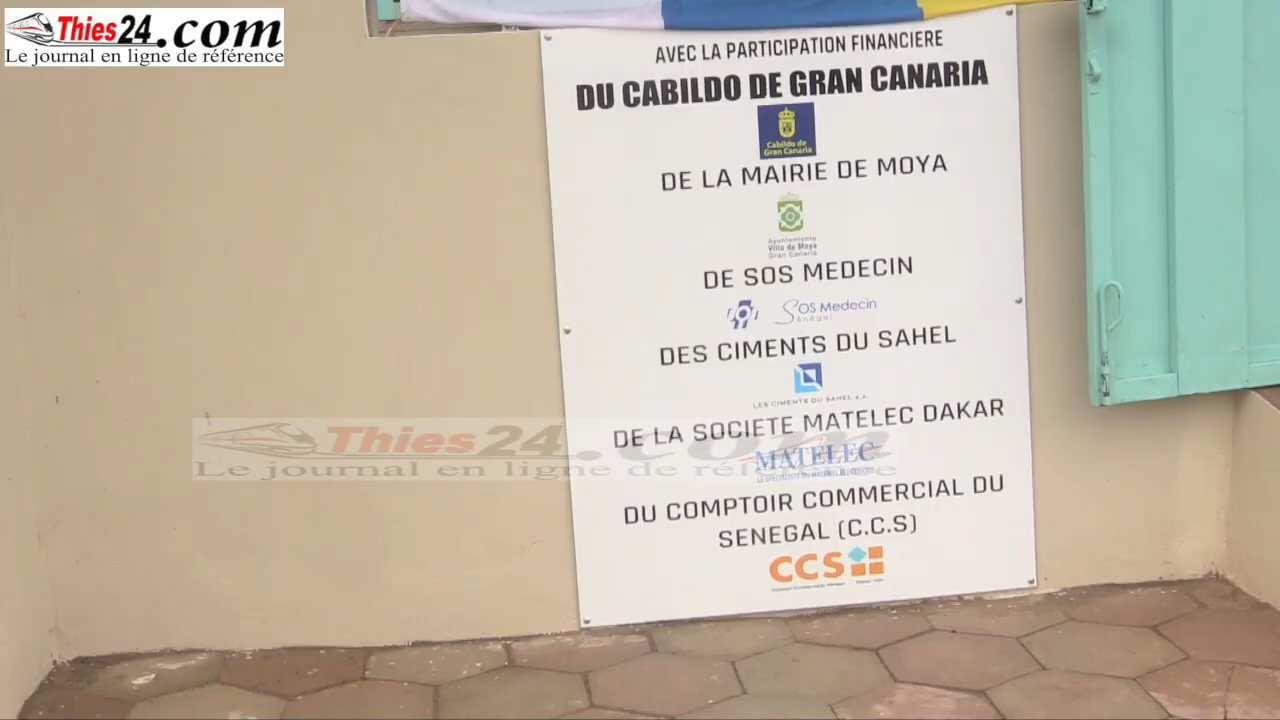 Thies24.com
Le journal en ligne de référence
AVEC LA PARTICIPATION FINANCIERE
DU CABILDO DE GRAN CANARIA
Cabildo de
Gran Canaria
DE LA MAIRIE DE MOYA
Ayuntamiento
Villa de Moya
Gran Canaria
DE SOS MEDECIN
SOS Medecin
Sénégal
DES CIMENTS DU SAHEL
LES CIMENTS DU SAHEL S.A.
DE LA SOCIETE MATELEC DAKAR
Thies24.com
MATELEC
Le journal en ligne de référence
DU COMPTOIR COMMERCIAL DU
SENEGAL (C.C.S)
CCS